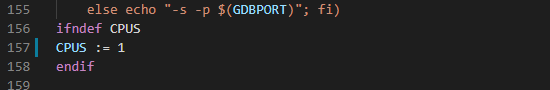 155 else echo "-s -p $(GDBPORT)"; fi)
156 ifndef CPUS
157 CPUS := 1
158 endif
159